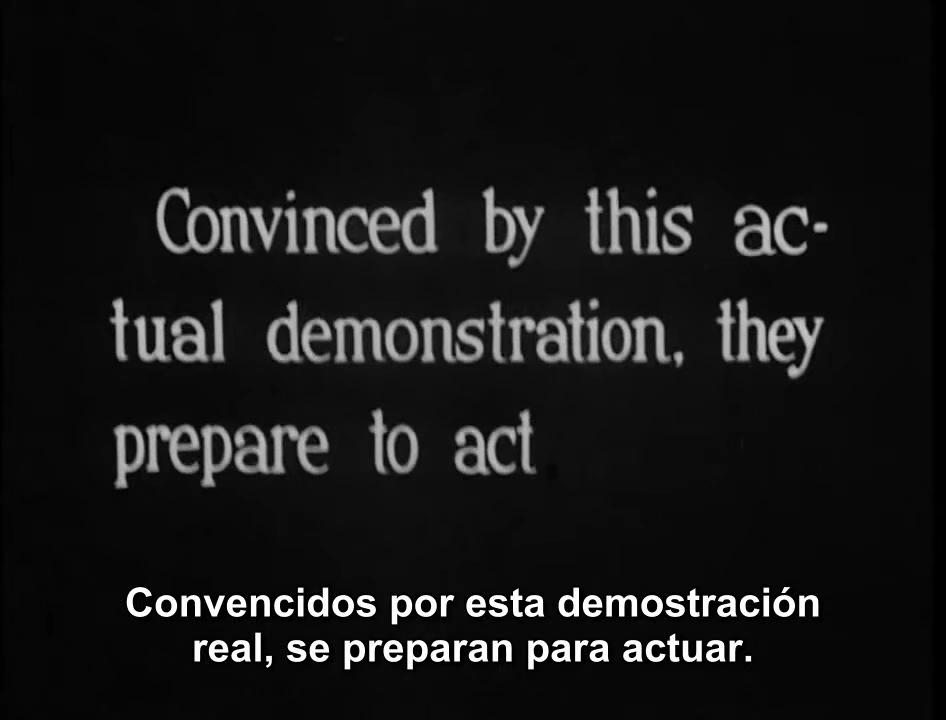 Convinced by this ac-
tual demonstration, they
prepare to act
Convencidos por esta demostración
real, se preparan para actuar.